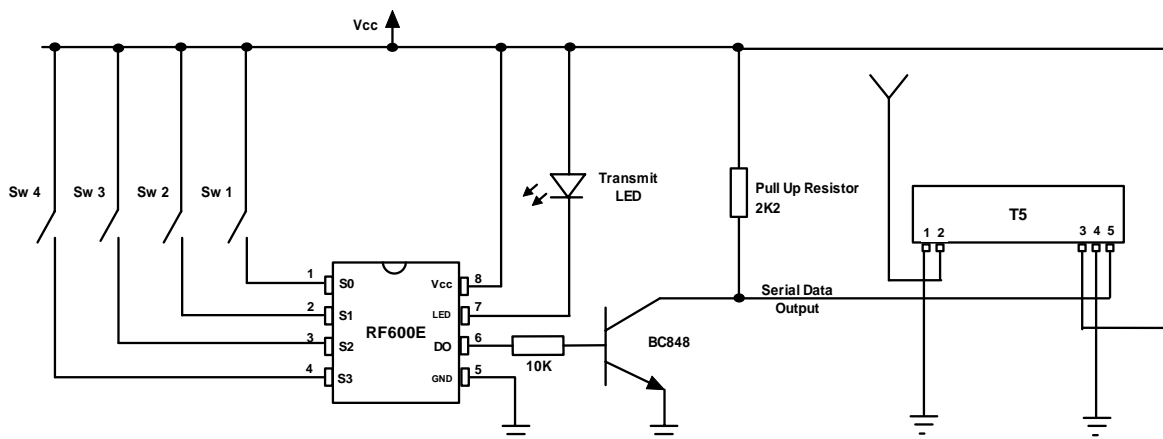 Vcc
Sw 4
Sw 3
Sw 2
Sw 1
Transmit
LED
Pull Up Resistor
2K2
T5
1 2
3 4 5
1 S0
Vcc 8
2 S1
LED 7
RF600E
3 S2
DO 6
4 S3
GND 5
10K
BC848
Serial Data
Output